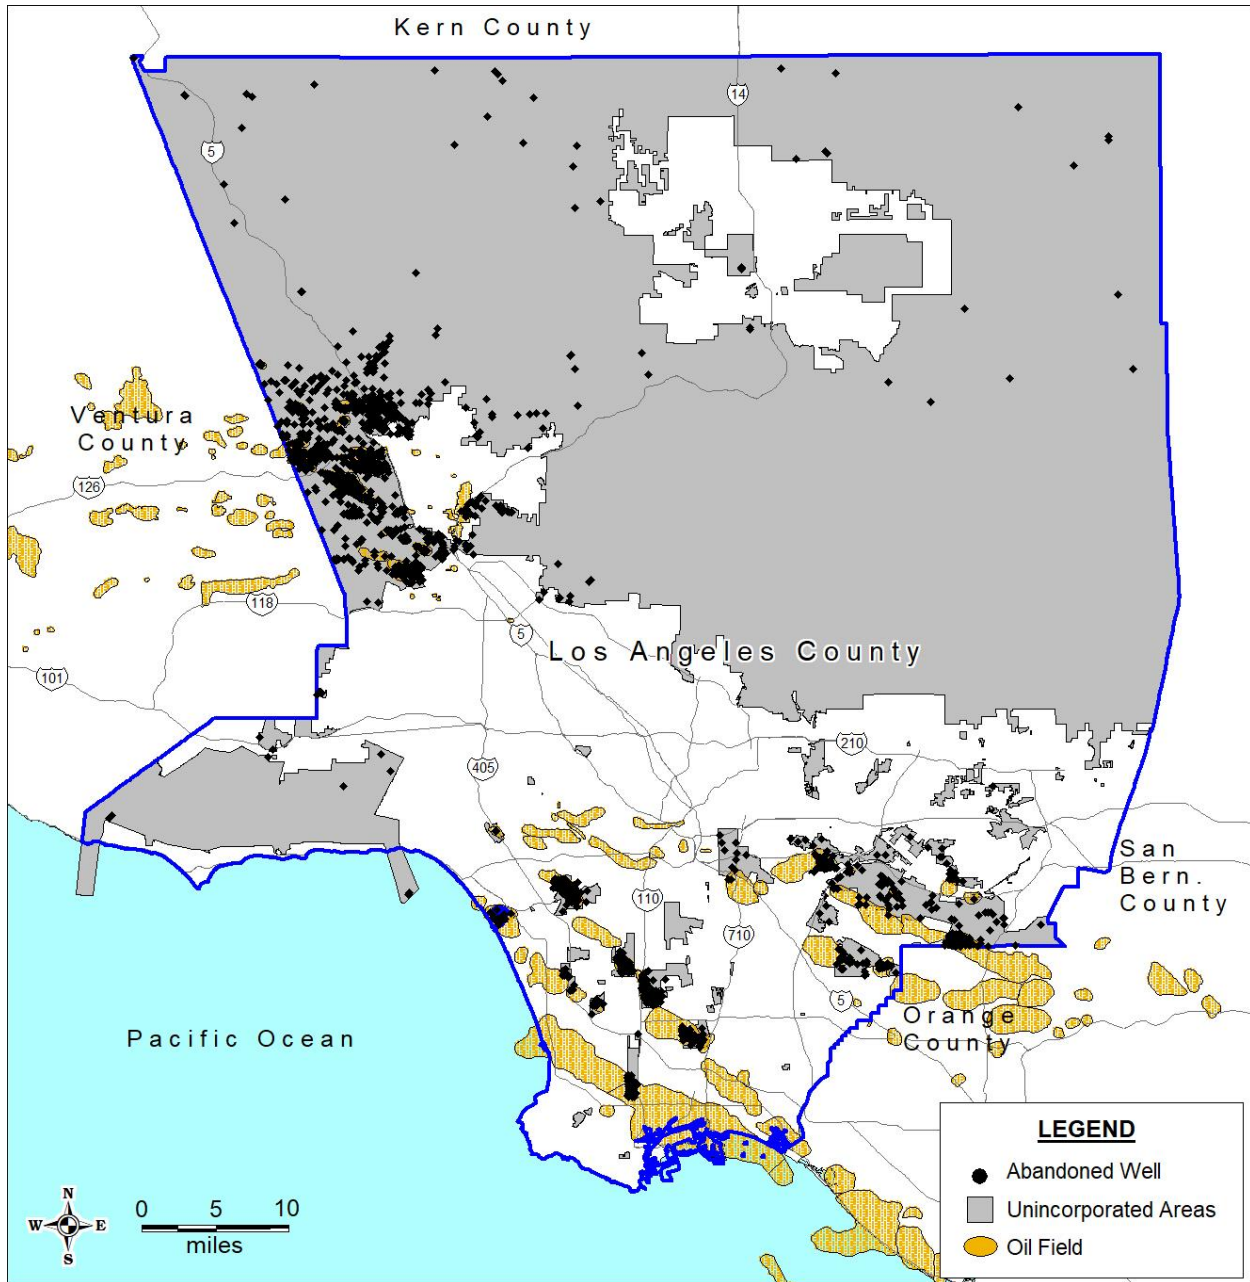 Kern County
14
5
Ventura
County
126
118
5
Los Angeles County
101
210
405
San
Bern.
County
110
710
5
Orange
County
Pacific Ocean
LEGEND
Abandoned Well
Unincorporated Areas
Oil Field
N
W E
S
0 5 10
miles